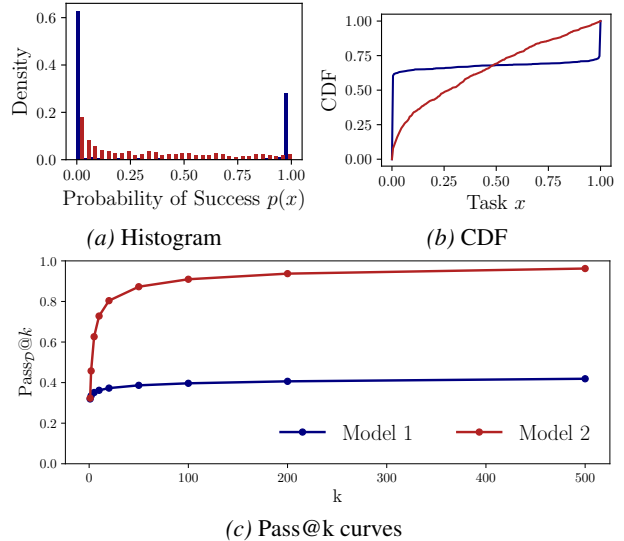 0.6
0.4
0.2
0.0
Density
0.00 0.25 0.50 0.75 1.00
Probability of Success p(x)
(a) Histogram
1.00
0.75
0.50
0.25
0.00
CDF
0.00 0.25 0.50 0.75 1.00
Task x
(b) CDF
1.0
0.8
0.6
0.4
0.2
0.0
Passp@k
0 100 200 300 400 500
k
Model 1 Model 2
(c) Pass@k curves